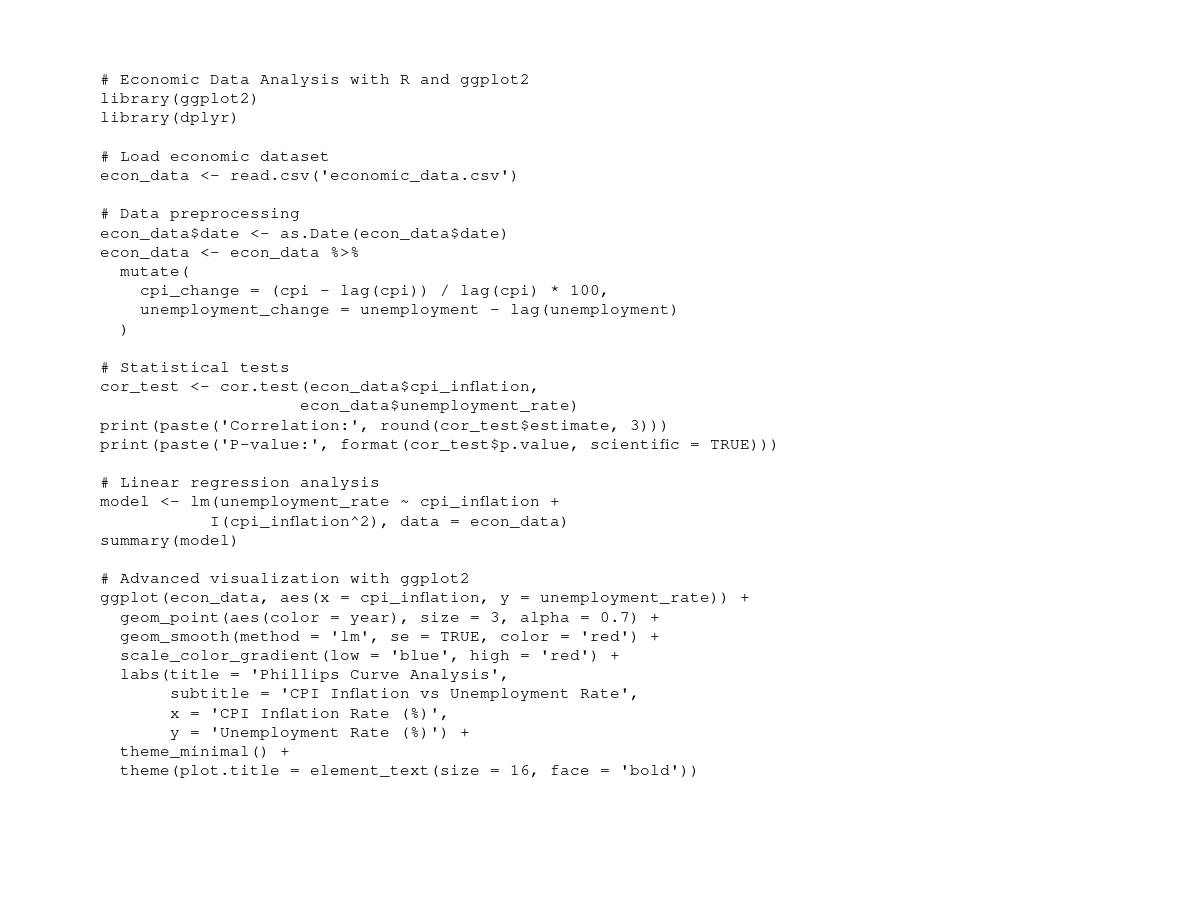 # Economic Data Analysis with R and ggplot2
library(ggplot2)
library(dplyr)

# Load economic dataset
econ_data <- read.csv('economic_data.csv')

# Data preprocessing
econ_data$date <- as.Date(econ_data$date)
econ_data <- econ_data %>%
  mutate(
    cpi_change = (cpi - lag(cpi)) / lag(cpi) * 100,
    unemployment_change = unemployment - lag(unemployment)
  )

# Statistical tests
cor_test <- cor.test(econ_data$cpi_inflation,
                    econ_data$unemployment_rate)
print(paste('Correlation:', round(cor_test$estimate, 3)))
print(paste('P-value:', format(cor_test$p.value, scientific = TRUE)))

# Linear regression analysis
model <- lm(unemployment_rate ~ cpi_inflation +
           I(cpi_inflation^2), data = econ_data)
summary(model)

# Advanced visualization with ggplot2
ggplot(econ_data, aes(x = cpi_inflation, y = unemployment_rate)) +
  geom_point(aes(color = year), size = 3, alpha = 0.7) +
  geom_smooth(method = 'lm', se = TRUE, color = 'red') +
  scale_color_gradient(low = 'blue', high = 'red') +
  labs(title = 'Phillips Curve Analysis',
       subtitle = 'CPI Inflation vs Unemployment Rate',
       x = 'CPI Inflation Rate (%)',
       y = 'Unemployment Rate (%)') +
  theme_minimal() +
  theme(plot.title = element_text(size = 16, face = 'bold'))